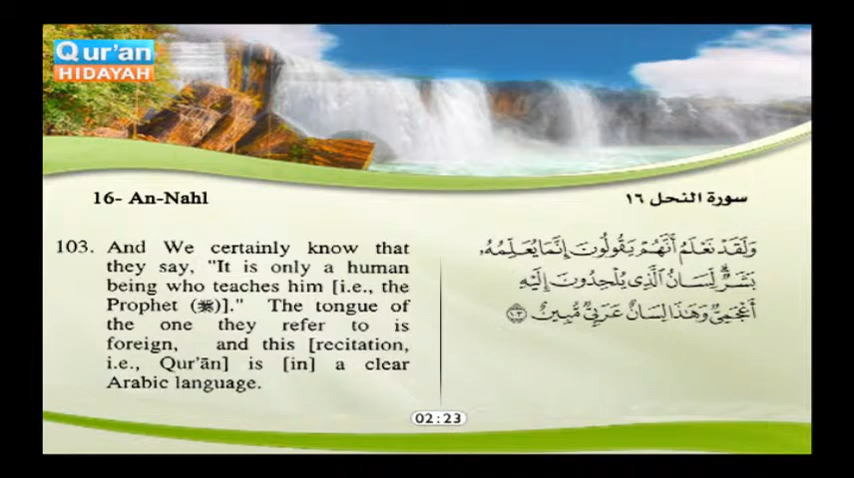 Qur'an
HIDAYAH
16- An-Nahl
سورة النحل ١٦
103. And We certainly know that
they say, "It is only a human
being who teaches him [i.e., the
Prophet (ﷺ)]." The tongue of
the one they refer to is
foreign, and this [recitation,
i.e., Qur'ān] is [in] a clear
Arabic language.
وَلَقَدْ نَعْلَمُ أَنَّهُمْ يَقُولُونَ إِنَّمَا يُعَلِّمُهُۥ
بَشَرٌ ۗ لِّسَانُ ٱلَّذِى يُلْحِدُونَ إِلَيْهِ
أَعْجَمِىٌّ وَهَٰذَا لِسَانٌ عَرَبِىٌّ مُّبِينٌ ١٠٣
02:23